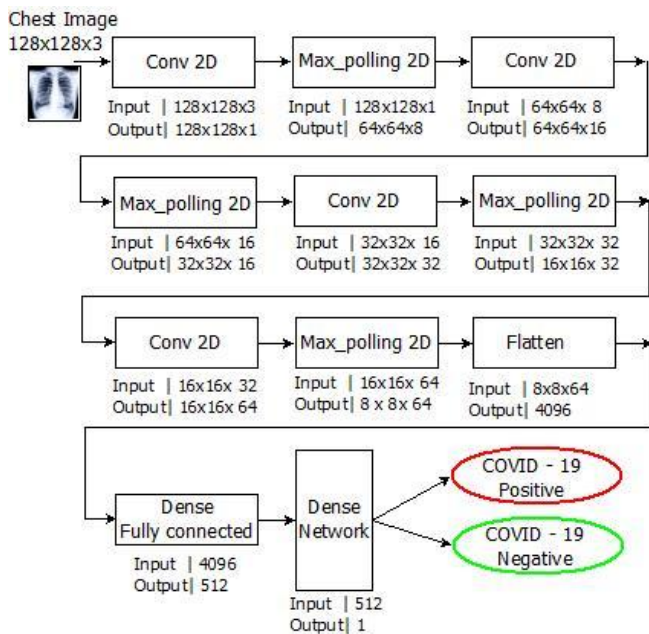 Chest Image
128x128x3
Conv 2D
Input | 128x128x3
Output| 128x128x1
Max_polling 2D
Input | 128x128x1
Output| 64x64x8
Conv 2D
Input | 64x64x 8
Output| 64x64x16
Max_polling 2D
Input | 64x64x 16
Output| 32x32x 16
Conv 2D
Input | 32x32x 16
Output| 32x32x 32
Max_polling 2D
Input | 32x32x 32
Output| 16x16x 32
Conv 2D
Input | 16x16x 32
Output| 16x16x 64
Max_polling 2D
Input | 16x16x 64
Output| 8 x 8x 64
Flatten
Input | 8x8x64
Output| 4096
Dense
Fully connected
Input | 4096
Output| 512
Dense
Network
Input | 512
Output| 1
COVID - 19
Positive
COVID - 19
Negative